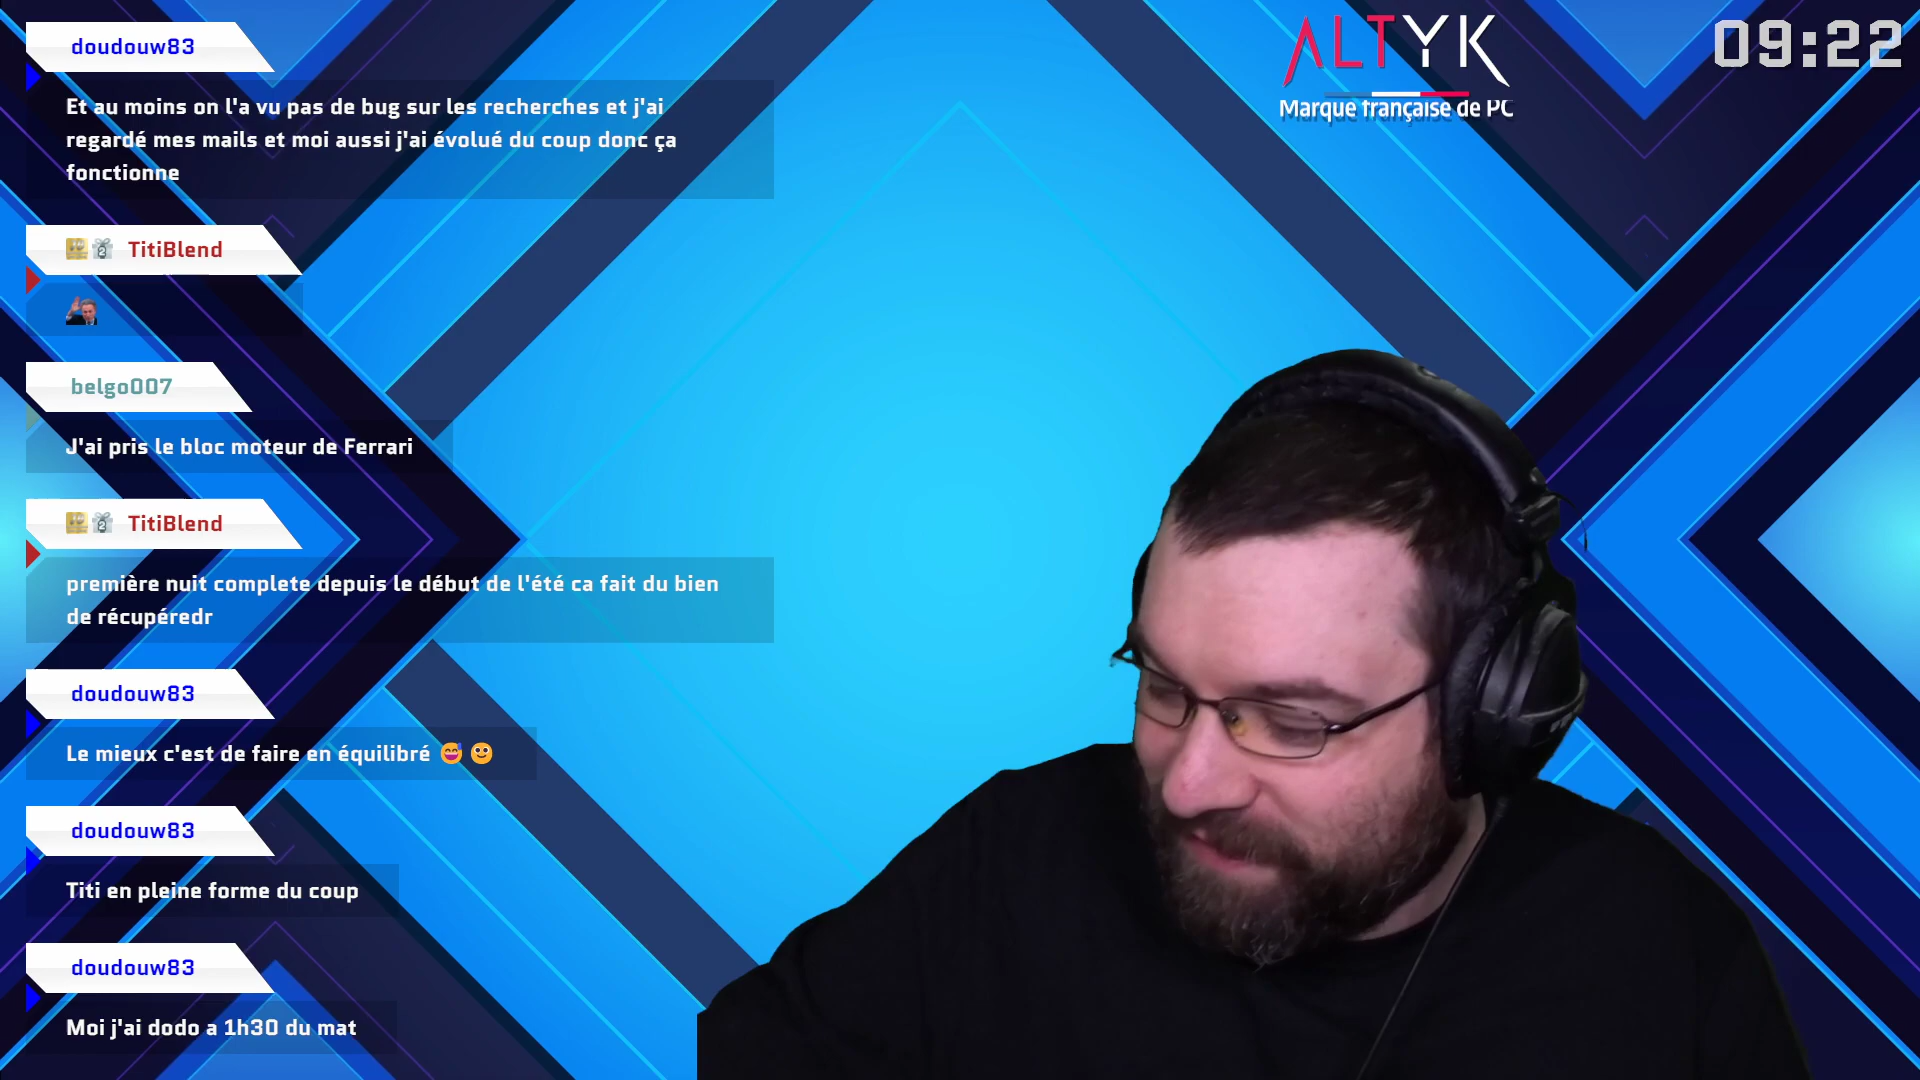 doudouw83
Et au moins on l'a vu pas de bug sur les recherches et j'ai
regardé mes mails et moi aussi j'ai évolué du coup donc ça
fonctionne
2 TitiBlend
belgo007
J'ai pris le bloc moteur de Ferrari
2 TitiBlend
première nuit complete depuis le début de l'été ca fait du bien
de récupéredr
doudouw83
Le mieux c'est de faire en équilibré 😅 🙂
doudouw83
Titi en pleine forme du coup
doudouw83
Moi j'ai dodo a 1h30 du mat
ALTYK
Marque française de PC
09:22